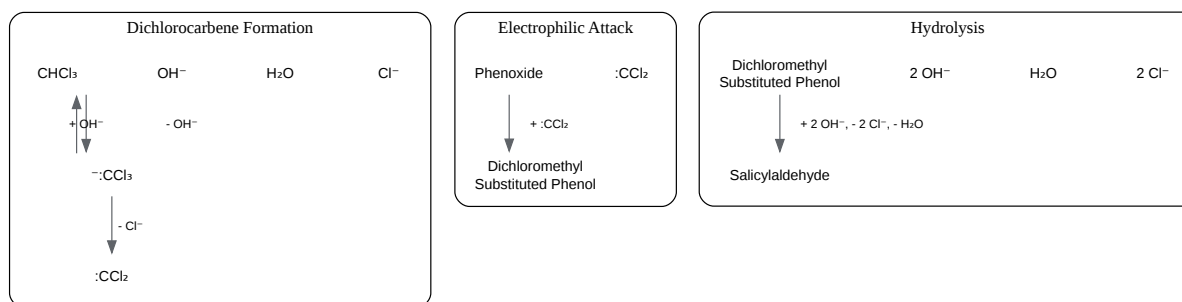 Dichlorocarbene Formation
CHCl₃ OH⁻ H₂O Cl⁻
+ OH⁻ - OH⁻
⁻:CCl₃
- Cl⁻
:CCl₂
Electrophilic Attack
Phenoxide :CCl₂
+ :CCl₂
Dichloromethyl
Substituted Phenol
Hydrolysis
Dichloromethyl
Substituted Phenol 2 OH⁻ H₂O 2 Cl⁻
+ 2 OH⁻, - 2 Cl⁻, - H₂O
Salicylaldehyde